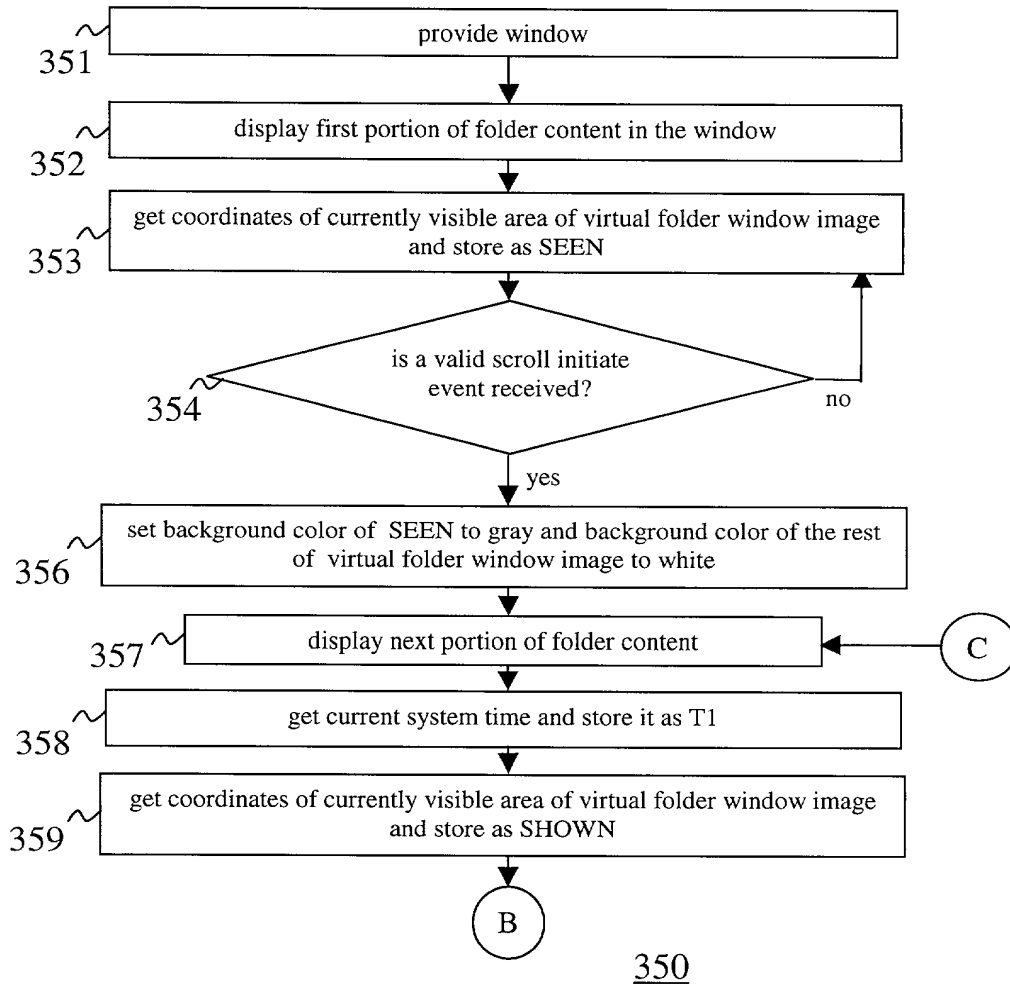 provide window
351
display first portion of folder content in the window
352
get coordinates of currently visible area of virtual folder window image
and store as SEEN
353
is a valid scroll initiate
event received?
354
no
yes
set background color of SEEN to gray and background color of the rest
of virtual folder window image to white
356
display next portion of folder content
357
C
get current system time and store it as T1
358
get coordinates of currently visible area of virtual folder window image
and store as SHOWN
359
B
350